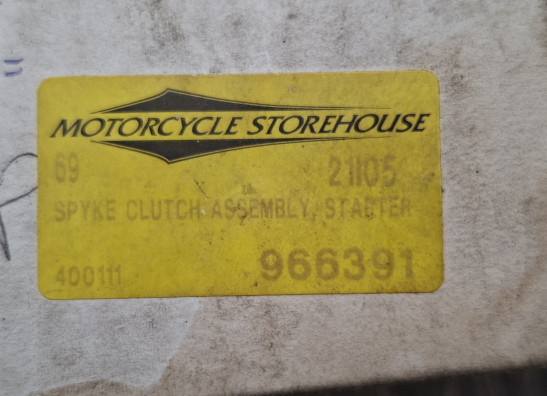 MOTORCYCLE STOREHOUSE
69 21105
SPYKE CLUTCH ASSEMBLY, STARTER
400111 966391